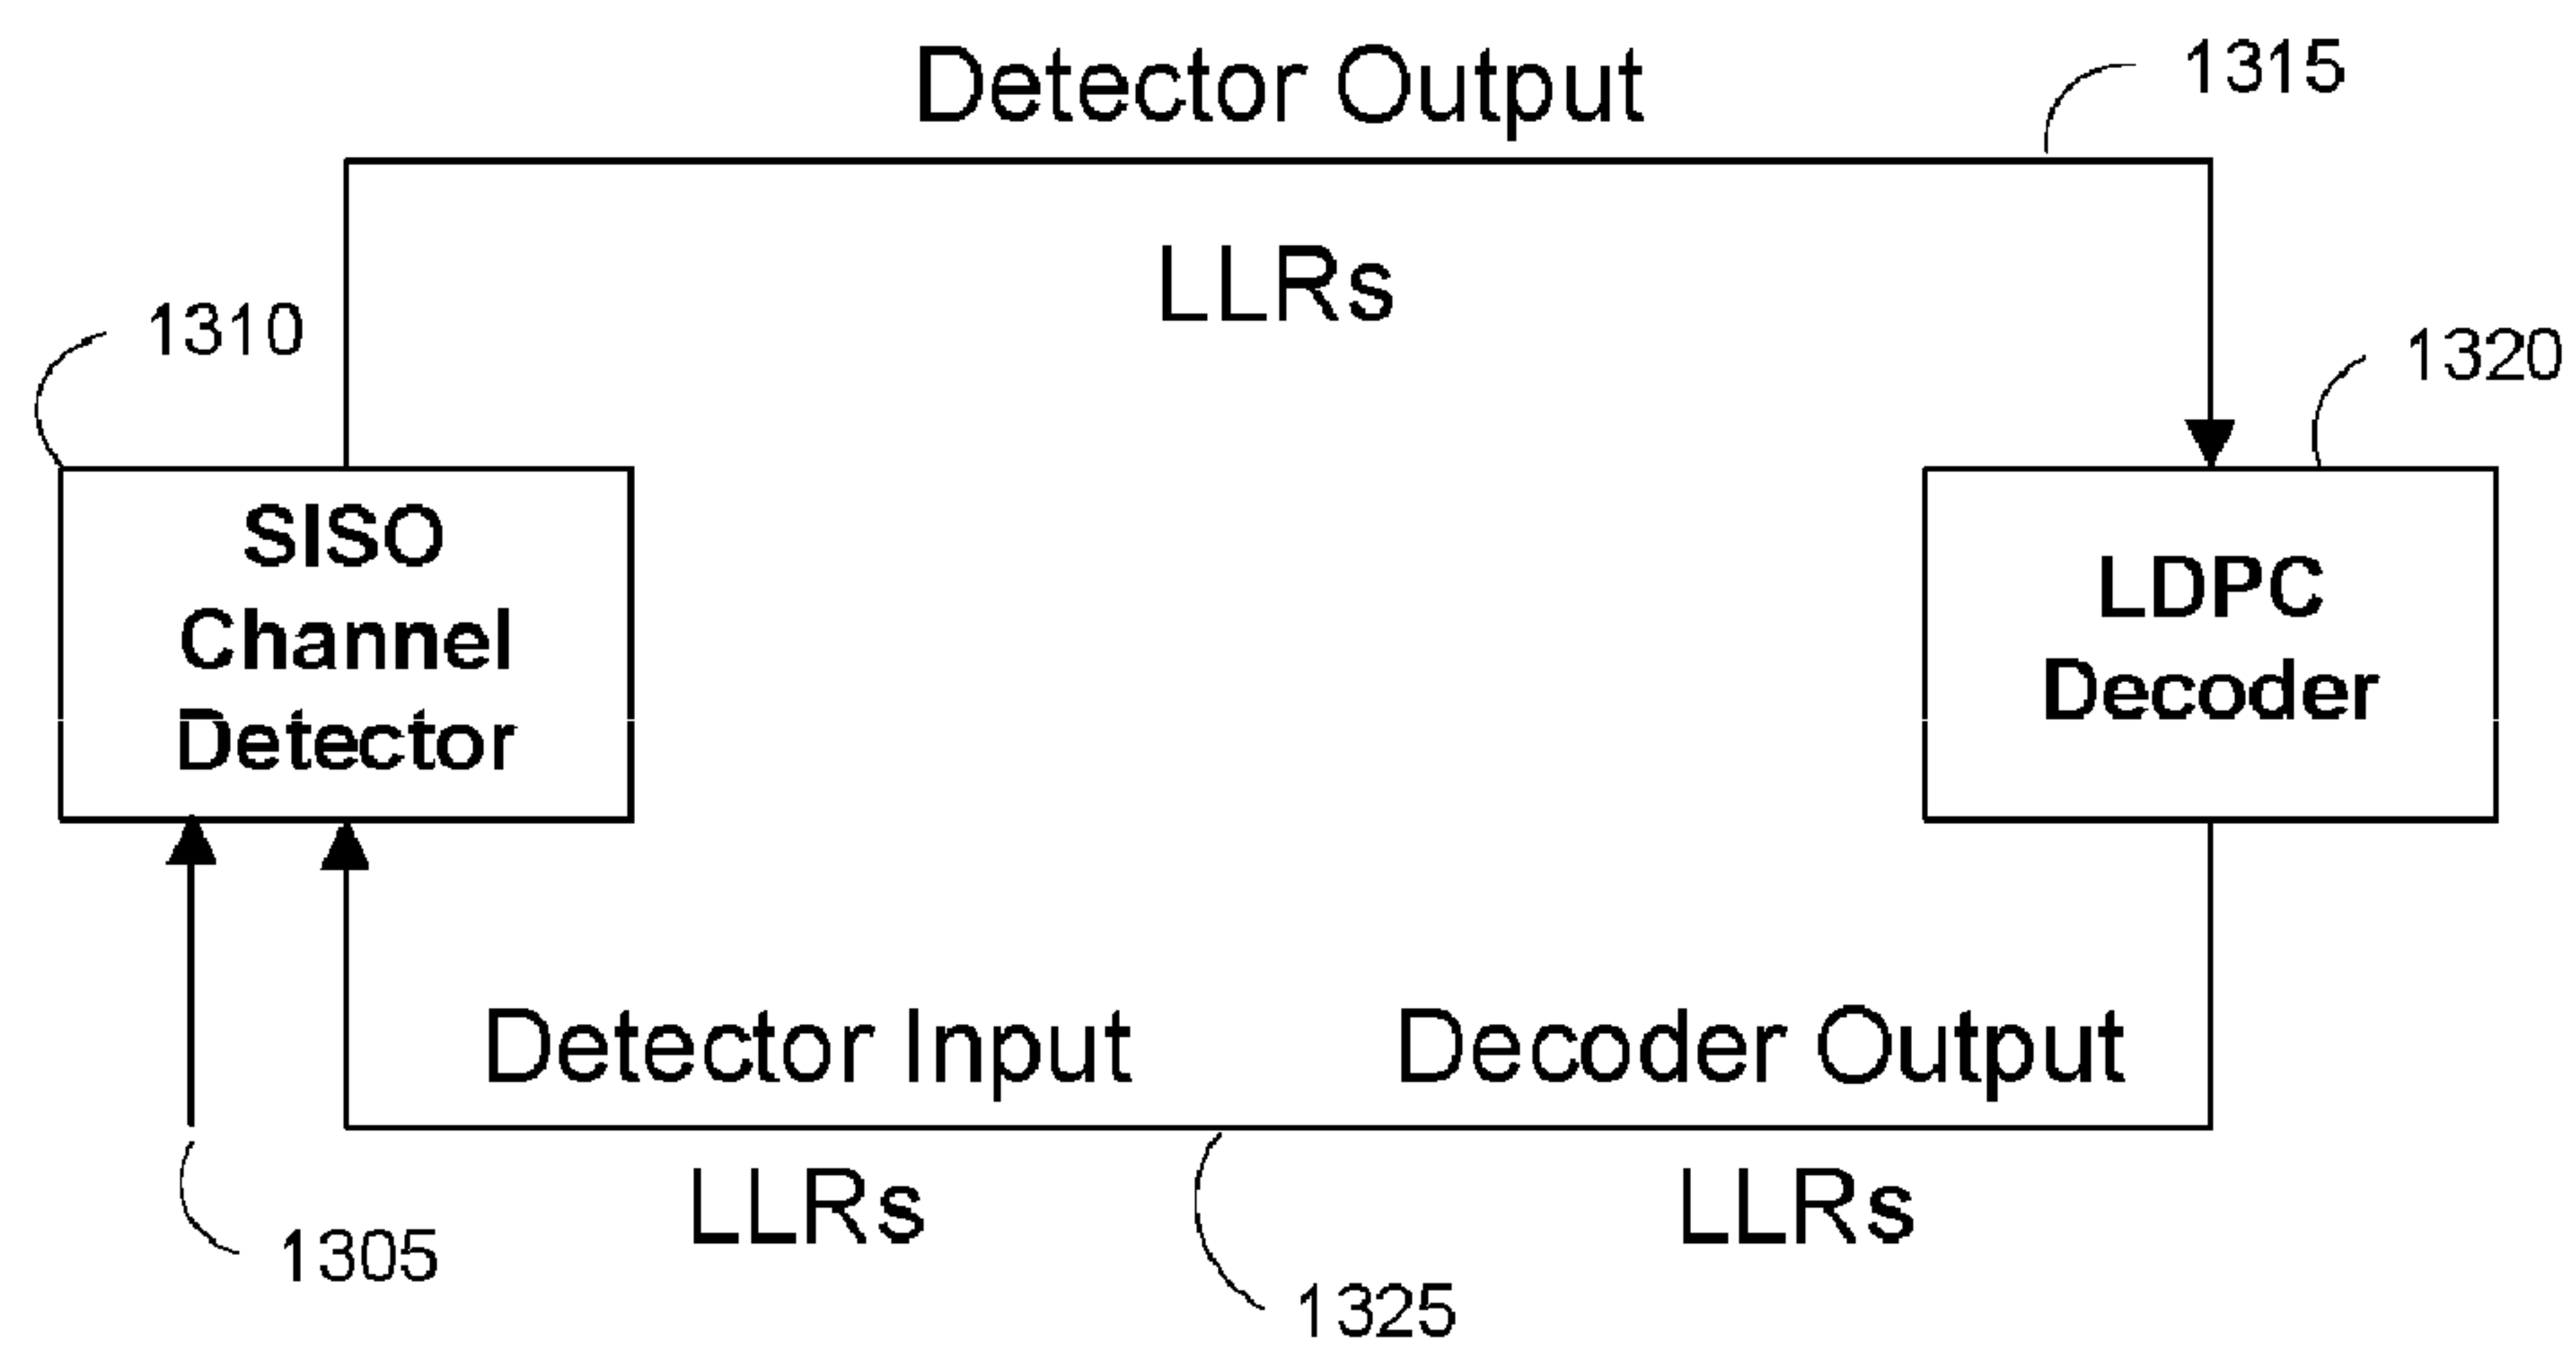 Detector Output
1315
LLRs
1310
1320
SISO
Channel
Detector
LDPC
Decoder
Detector Input
Decoder Output
LLRs
LLRs
1305
1325